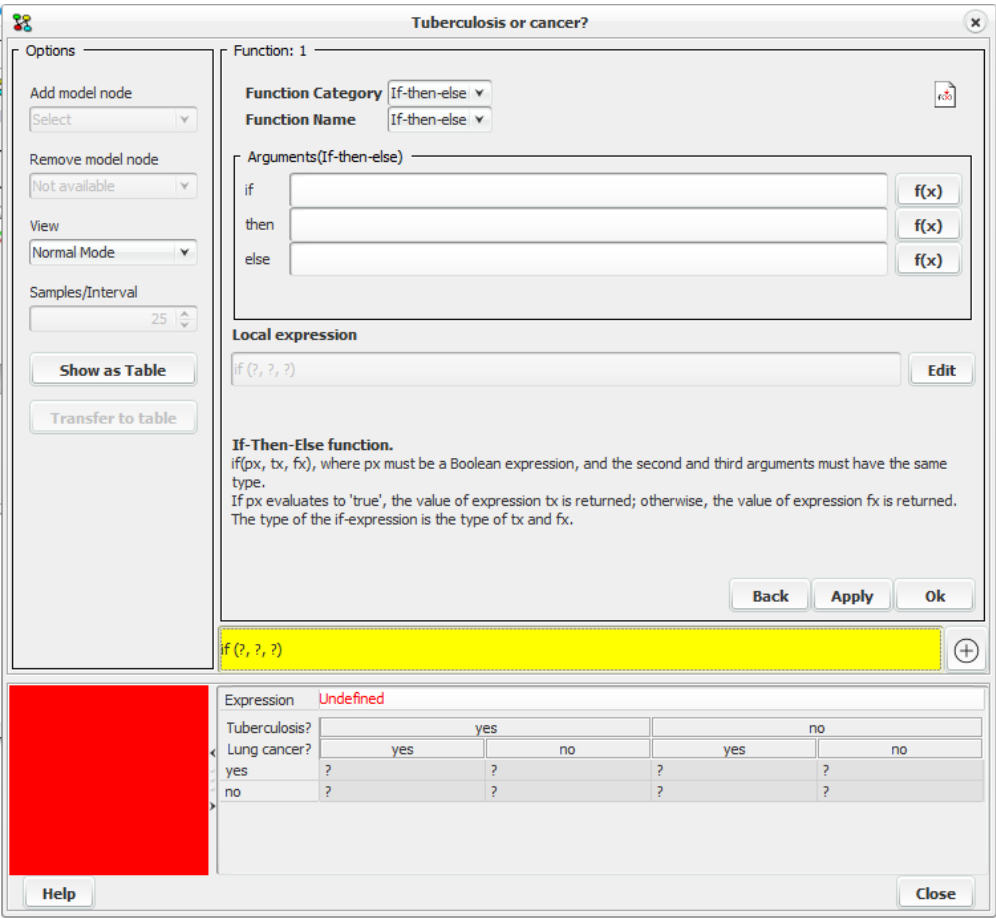 Tuberculosis or cancer?
Options
Add model node
Select
Remove model node
Not available
View
Normal Mode
Samples/Interval
25
Show as Table
Transfer to table
Function: 1
Function Category If-then-else
Function Name If-then-else
Arguments(If-then-else)
if f(x)
then f(x)
else f(x)
Local expression
if (?, ?, ?) Edit
If-Then-Else function.
if(px, tx, fx), where px must be a Boolean expression, and the second and third arguments must have the same
type.
If px evaluates to 'true', the value of expression tx is returned; otherwise, the value of expression fx is returned.
The type of the if-expression is the type of tx and fx.
Back Apply Ok
if (?, ?, ?)
Expression Undefined
Tuberculosis? yes no
Lung cancer? yes no yes no
yes ? ? ? ?
no ? ? ? ?
Help Close